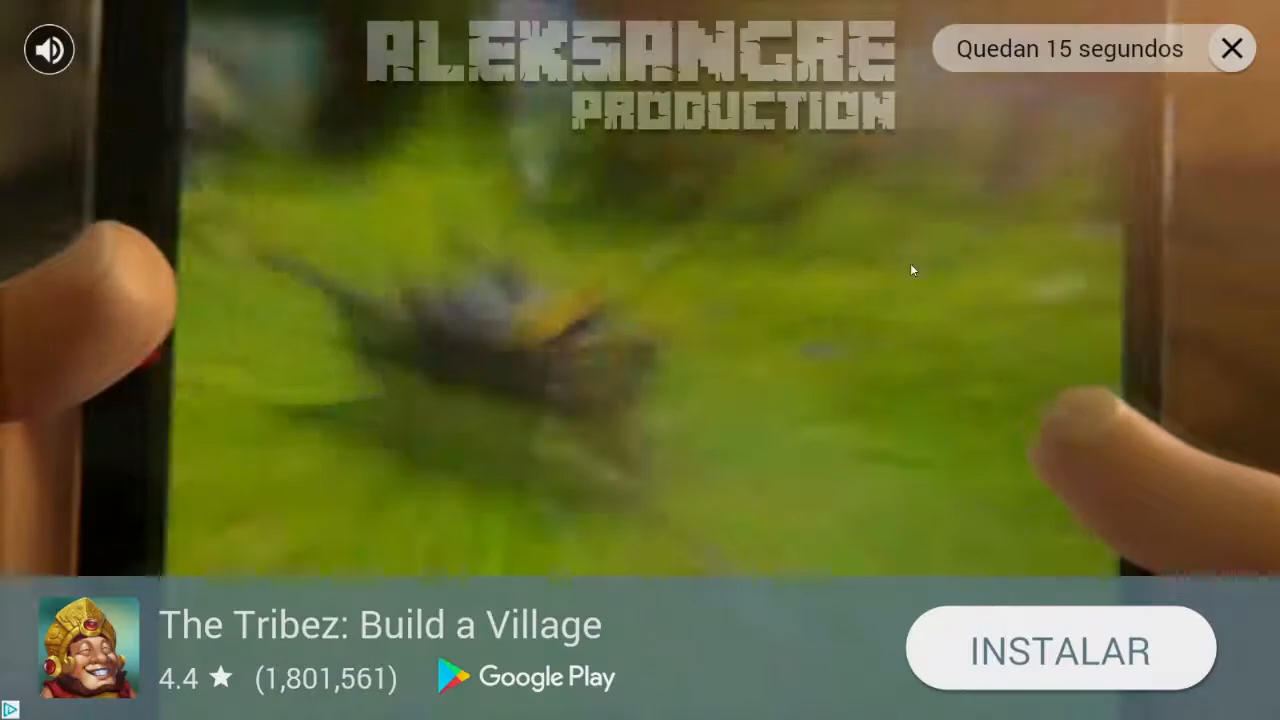 ALEKSANGRE
PRODUCTION
Quedan 15 segundos
The Tribez: Build a Village
4.4 ★ (1,801,561) Google Play
INSTALAR